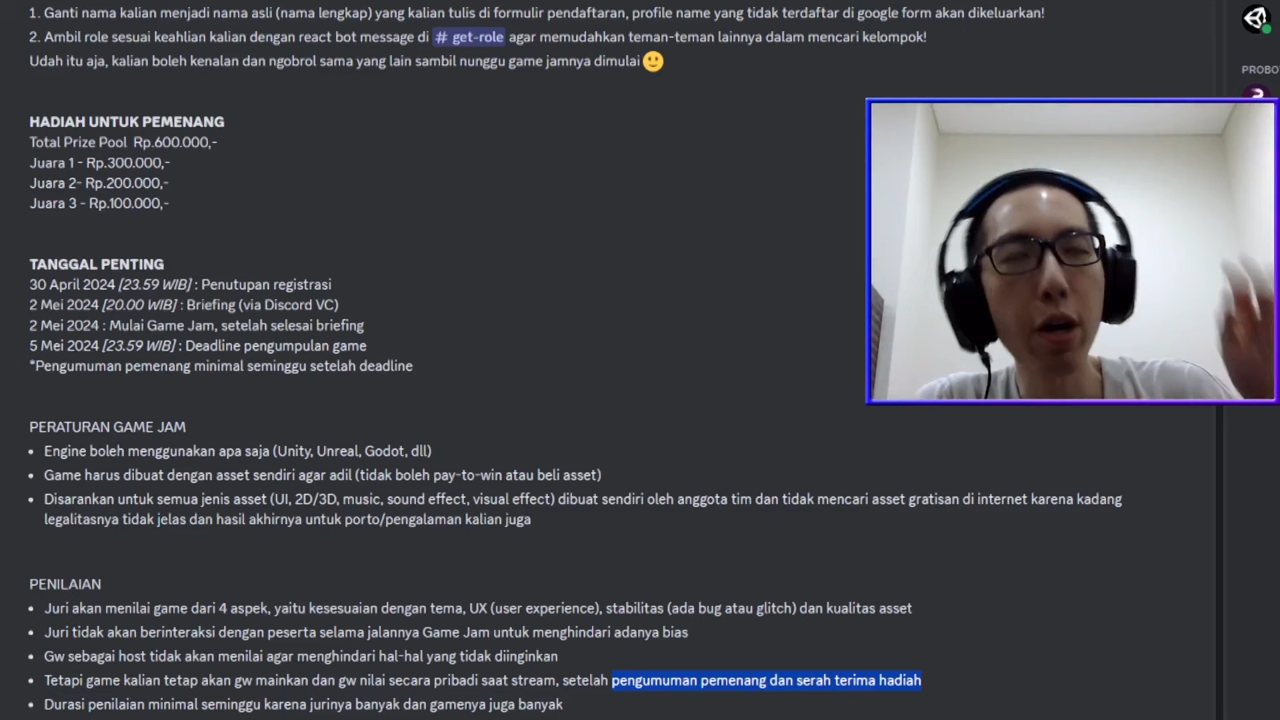 1. Ganti nama kalian menjadi nama asli (nama lengkap) yang kalian tulis di formulir pendaftaran, profile name yang tidak terdaftar di google form akan dikeluarkan!
2. Ambil role sesuai keahlian kalian dengan react bot message di # get-role agar memudahkan teman-teman lainnya dalam mencari kelompok!
Udah itu aja, kalian boleh kenalan dan ngobrol sama yang lain sambil nunggu game jamnya dimulai
PROBO
HADIAH UNTUK PEMENANG
Total Prize Pool Rp.600.000,-
Juara 1 - Rp.300.000,-
Juara 2- Rp.200.000,-
Juara 3 - Rp.100.000,-
TANGGAL PENTING
30 April 2024 [23.59 WIB] : Penutupan registrasi
2 Mei 2024 [20.00 WIB] : Briefing (via Discord VC)
2 Mei 2024 : Mulai Game Jam, setelah selesai briefing
5 Mei 2024 [23.59 WIB] : Deadline pengumpulan game
*Pengumuman pemenang minimal seminggu setelah deadline
PERATURAN GAME JAM
• Engine boleh menggunakan apa saja (Unity, Unreal, Godot, dll)
• Game harus dibuat dengan asset sendiri agar adil (tidak boleh pay-to-win atau beli asset)
• Disarankan untuk semua jenis asset (UI, 2D/3D, music, sound effect, visual effect) dibuat sendiri oleh anggota tim dan tidak mencari asset gratisan di internet karena kadang
legalitasnya tidak jelas dan hasil akhirnya untuk porto/pengalaman kalian juga
PENILAIAN
• Juri akan menilai game dari 4 aspek, yaitu kesesuaian dengan tema, UX (user experience), stabilitas (ada bug atau glitch) dan kualitas asset
• Juri tidak akan berinteraksi dengan peserta selama jalannya Game Jam untuk menghindari adanya bias
• Gw sebagai host tidak akan menilai agar menghindari hal-hal yang tidak diinginkan
• Tetapi game kalian tetap akan gw mainkan dan gw nilai secara pribadi saat stream, setelah pengumuman pemenang dan serah terima hadiah
• Durasi penilaian minimal seminggu karena jurinya banyak dan gamenya juga banyak